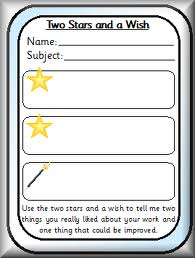 Two Stars and a Wish
Name:
Subject:
Use the two stars and a wish to tell me two
things you really liked about your work and
one thing that could be improved.